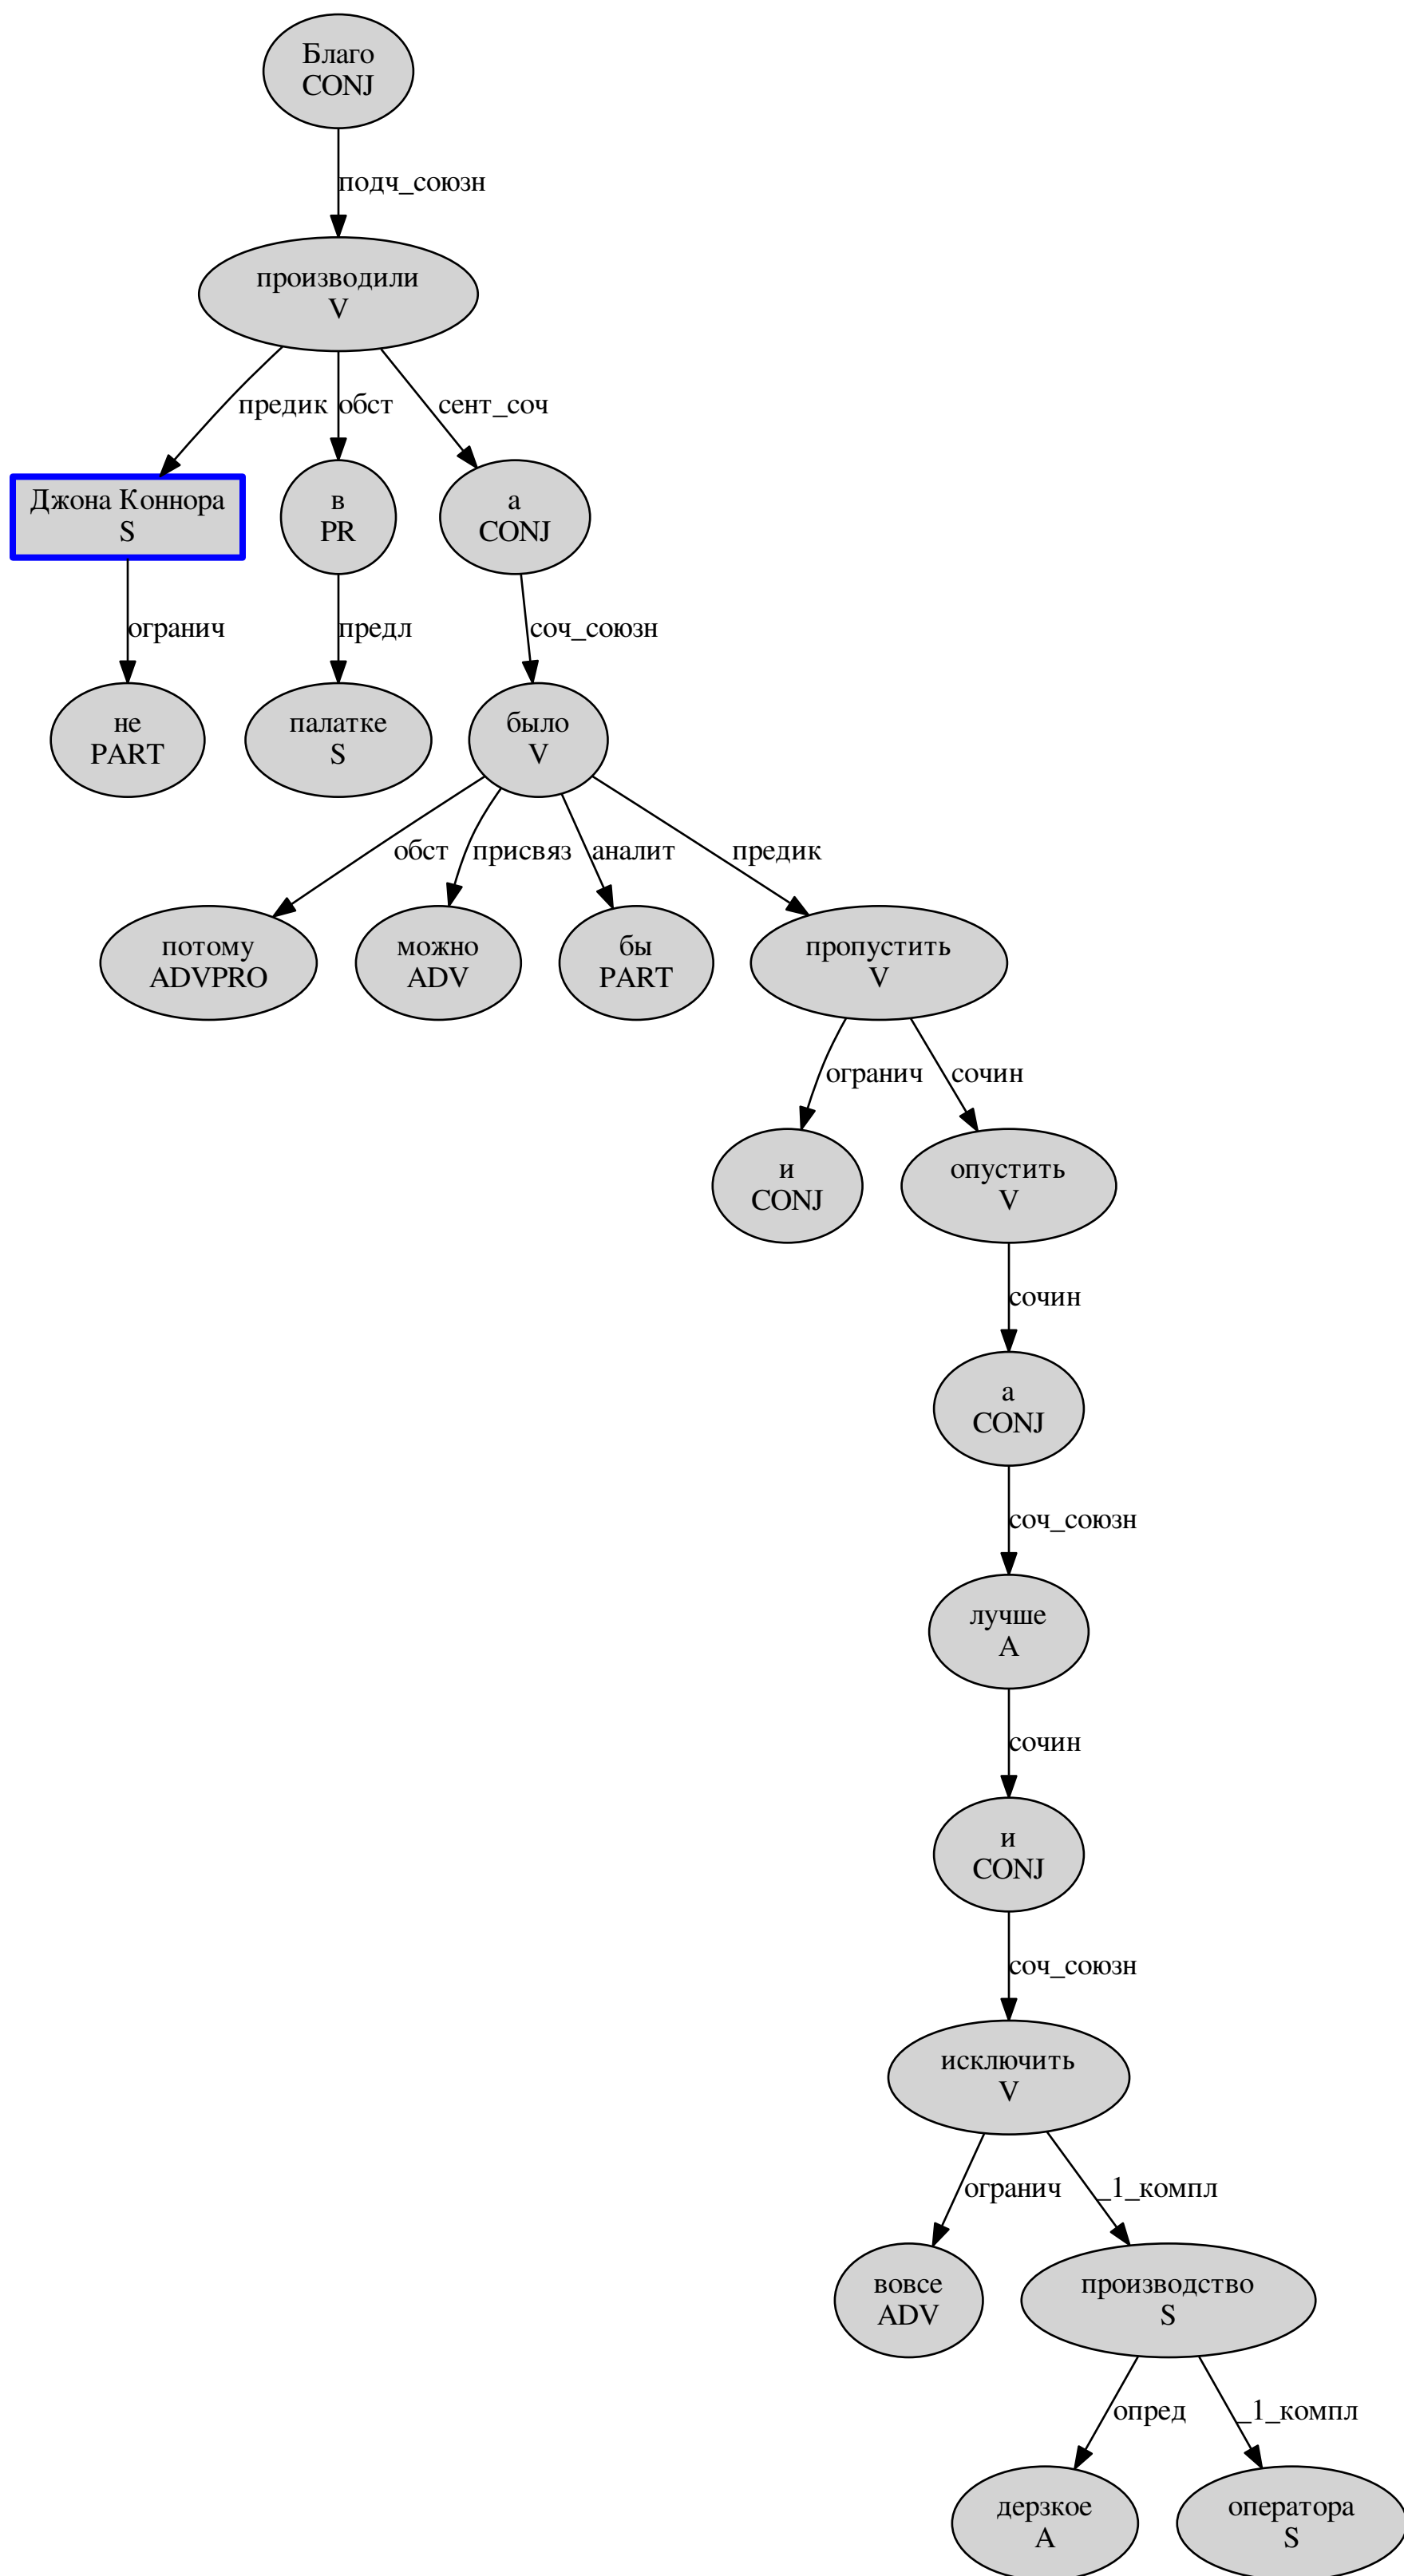 Благо
CONJ
подч_союзн
производили
V
предик
обст
сент_соч
Джона Коннора
S
в
PR
а
CONJ
огранич
предл
соч_союзн
не
PART
палатке
S
было
V
обст
присвяз
аналит
предик
потому
ADVPRO
можно
ADV
бы
PART
пропустить
V
огранич
сочин
и
CONJ
опустить
V
сочин
а
CONJ
соч_союзн
лучше
A
сочин
и
CONJ
соч_союзн
исключить
V
огранич
_1_компл
вовсе
ADV
производство
S
опред
_1_компл
дерзкое
A
оператора
S